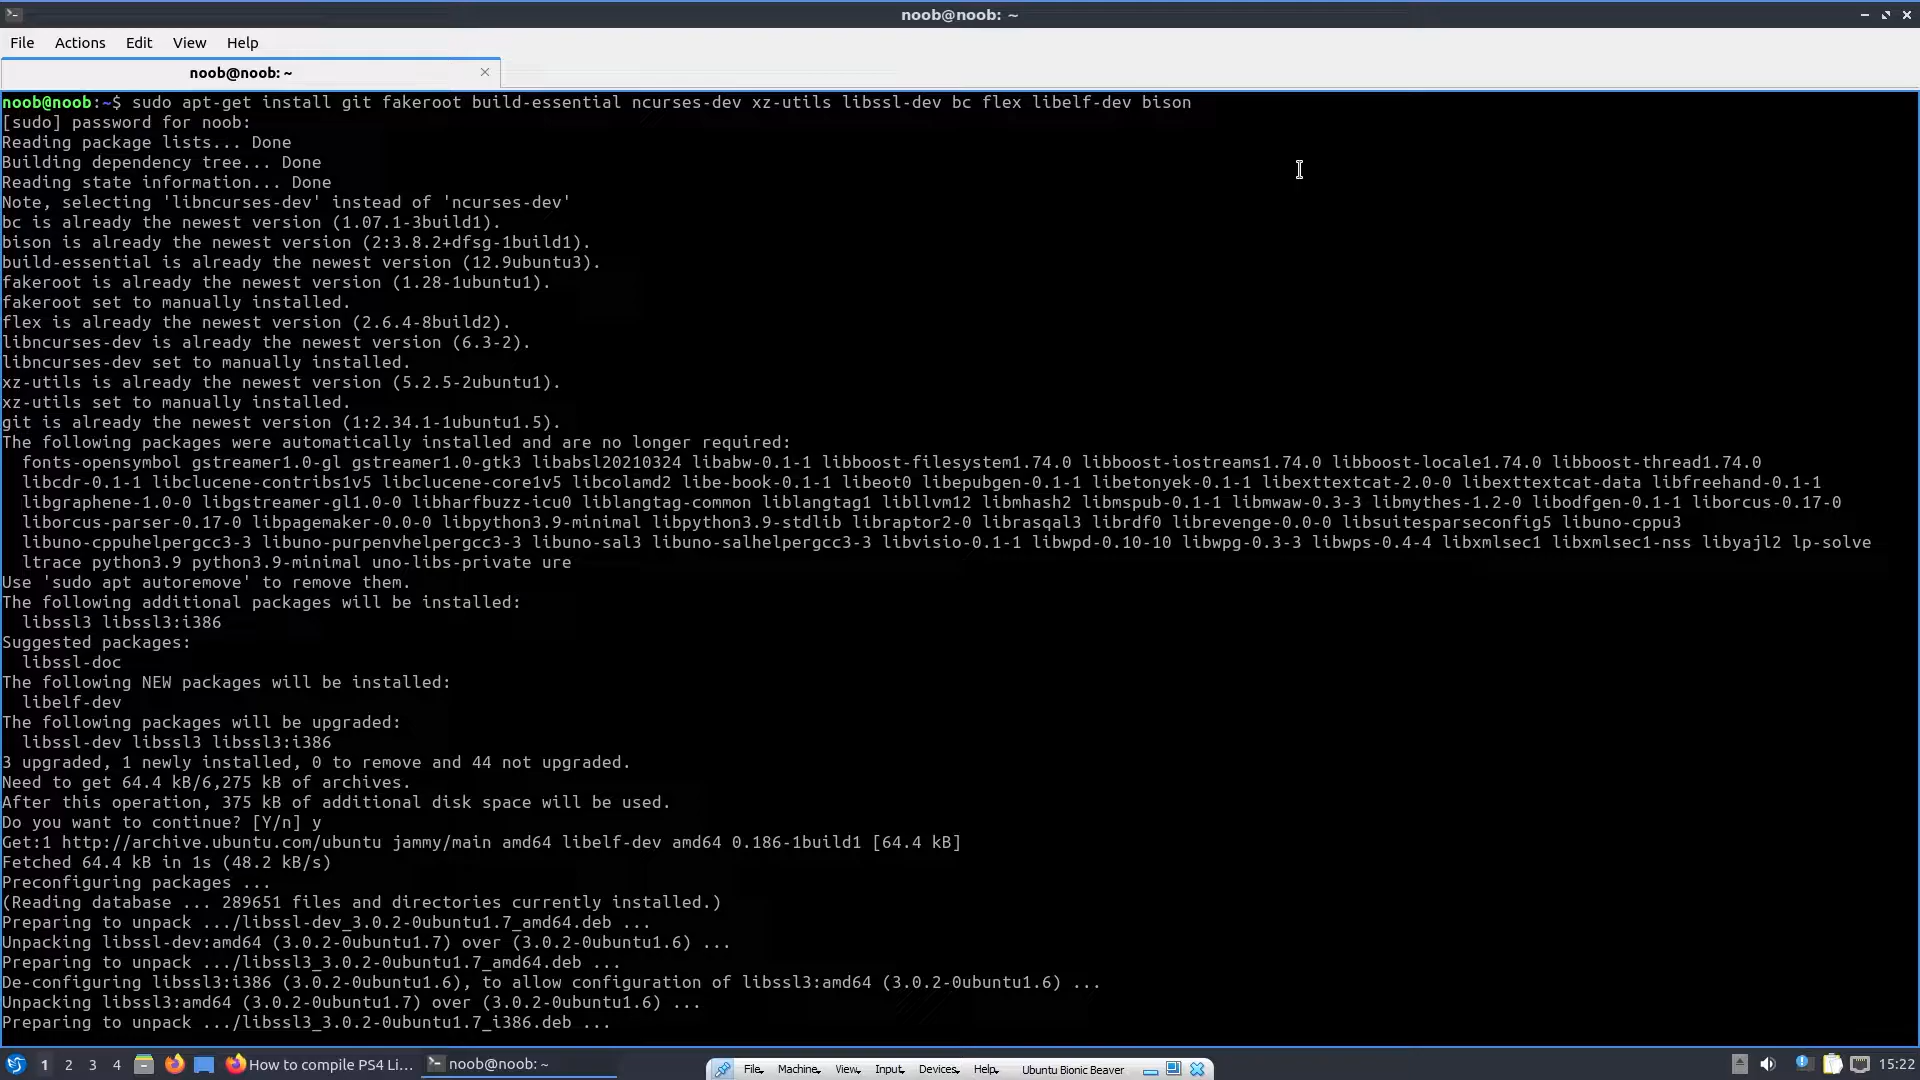 noob@noob: ~
File Actions Edit View Help
noob@noob: ~
noob@noob:~$ sudo apt-get install git fakeroot build-essential ncurses-dev xz-utils libssl-dev bc flex libelf-dev bison
[sudo] password for noob:
Reading package lists... Done
Building dependency tree... Done
Reading state information... Done
Note, selecting 'libncurses-dev' instead of 'ncurses-dev'
bc is already the newest version (1.07.1-3build1).
bison is already the newest version (2:3.8.2+dfsg-1build1).
build-essential is already the newest version (12.9ubuntu3).
fakeroot is already the newest version (1.28-1ubuntu1).
fakeroot set to manually installed.
flex is already the newest version (2.6.4-8build2).
libncurses-dev is already the newest version (6.3-2).
libncurses-dev set to manually installed.
xz-utils is already the newest version (5.2.5-2ubuntu1).
xz-utils set to manually installed.
git is already the newest version (1:2.34.1-1ubuntu1.5).
The following packages were automatically installed and are no longer required:
fonts-opensymbol gstreamer1.0-gl gstreamer1.0-gtk3 libabsl20210324 libabw-0.1-1 libboost-filesystem1.74.0 libboost-iostreams1.74.0 libboost-locale1.74.0 libboost-thread1.74.0
libcdr-0.1-1 libclucene-contribs1v5 libclucene-core1v5 libcolamd2 libe-book-0.1-1 libeot0 libepubgen-0.1-1 libetonyek-0.1-1 libexttextcat-2.0-0 libexttextcat-data libfreehand-0.1-1
libgraphene-1.0-0 libgstreamer-gl1.0-0 libharfbuzz-icu0 liblangtag-common liblangtag1 libllvm12 libmhash2 libmspub-0.1-1 libmwaw-0.3-3 libmythes-1.2-0 libodfgen-0.1-1 liborcus-0.17-0
liborcus-parser-0.17-0 libpagemaker-0.0-0 libpython3.9-minimal libpython3.9-stdlib libraptor2-0 librasqal3 librdf0 librevenge-0.0-0 libsuitesparseconfig5 libuno-cppu3
libuno-cppuhelpergcc3-3 libuno-purpenvhelpergcc3-3 libuno-sal3 libuno-salhelpergcc3-3 libvisio-0.1-1 libwpd-0.10-10 libwpg-0.3-3 libwps-0.4-4 libxmlsec1 libxmlsec1-nss libyajl2 lp-solve
ltrace python3.9 python3.9-minimal uno-libs-private ure
Use 'sudo apt autoremove' to remove them.
The following additional packages will be installed:
libssl3 libssl3:i386
Suggested packages:
libssl-doc
The following NEW packages will be installed:
libelf-dev
The following packages will be upgraded:
libssl-dev libssl3 libssl3:i386
3 upgraded, 1 newly installed, 0 to remove and 44 not upgraded.
Need to get 64.4 kB/6,275 kB of archives.
After this operation, 375 kB of additional disk space will be used.
Do you want to continue? [Y/n] y
Get:1 http://archive.ubuntu.com/ubuntu jammy/main amd64 libelf-dev amd64 0.186-1build1 [64.4 kB]
Fetched 64.4 kB in 1s (48.2 kB/s)
Preconfiguring packages ...
(Reading database ... 289651 files and directories currently installed.)
Preparing to unpack .../libssl-dev_3.0.2-0ubuntu1.7_amd64.deb ...
Unpacking libssl-dev:amd64 (3.0.2-0ubuntu1.7) over (3.0.2-0ubuntu1.6) ...
Preparing to unpack .../libssl3_3.0.2-0ubuntu1.7_amd64.deb ...
De-configuring libssl3:i386 (3.0.2-0ubuntu1.6), to allow configuration of libssl3:amd64 (3.0.2-0ubuntu1.6) ...
Unpacking libssl3:amd64 (3.0.2-0ubuntu1.7) over (3.0.2-0ubuntu1.6) ...
Preparing to unpack .../libssl3_3.0.2-0ubuntu1.7_i386.deb ...
1 2 3 4 How to compile PS4 Li... noob@noob: ~ File Machine View Input Devices Help Ubuntu Bionic Beaver 15:22